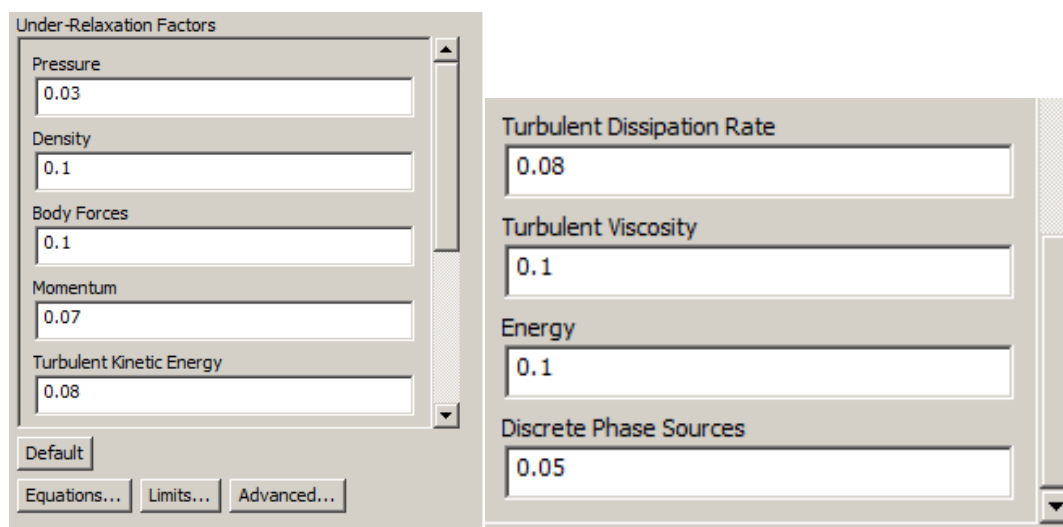 Under-Relaxation Factors
Pressure
0.03
Density
0.1
Body Forces
0.1
Momentum
0.07
Turbulent Kinetic Energy
0.08
Default
Equations... Limits... Advanced...
Turbulent Dissipation Rate
0.08
Turbulent Viscosity
0.1
Energy
0.1
Discrete Phase Sources
0.05